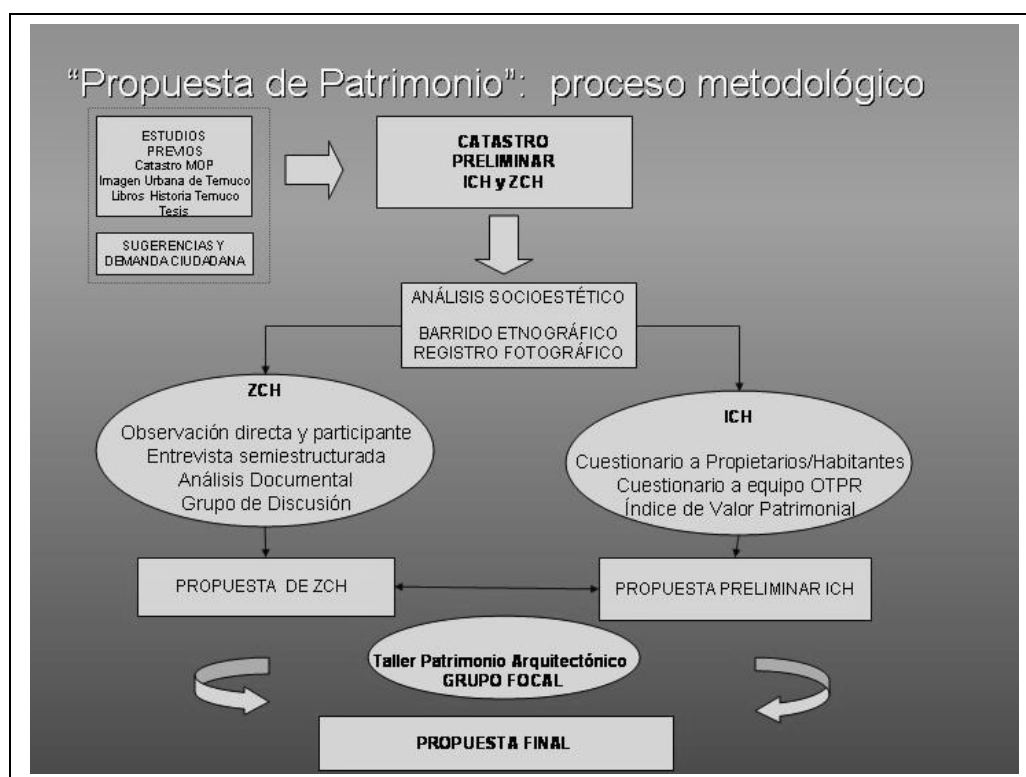 “Propuesta de Patrimonio”: proceso metodológico
ESTUDIOS
PREVIOS
Catastro MOP
Imagen Urbana de Temuco
Libros Historia Temuco
Tesis
SUGERENCIAS Y
DEMANDA CIUDADANA
CATASTRO
PRELIMINAR
ICH y ZCH
ANÁLISIS SOCIOESTÉTICO
BARRIDO ETNOGRÁFICO
REGISTRO FOTOGRÁFICO
ZCH
Observación directa y participante
Entrevista semiestructurada
Análisis Documental
Grupo de Discusión
ICH
Cuestionario a Propietarios/Habitantes
Cuestionario a equipo OTPR
Índice de Valor Patrimonial
PROPUESTA DE ZCH
PROPUESTA PRELIMINAR ICH
Taller Patrimonio Arquitectónico
GRUPO FOCAL
PROPUESTA FINAL